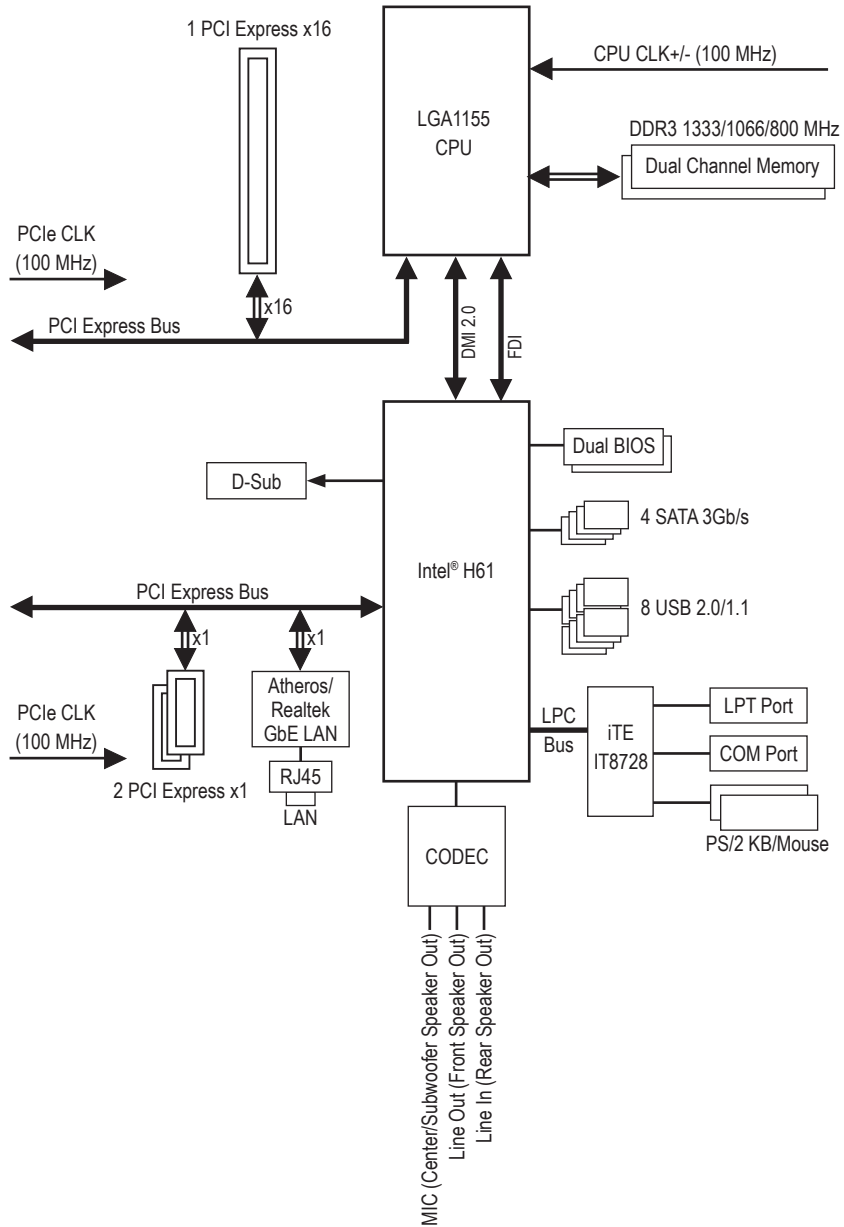 1 PCI Express x16
CPU CLK+/- (100 MHz)
LGA1155
CPU
DDR3 1333/1066/800 MHz
Dual Channel Memory
PCIe CLK
(100 MHz)
x16
PCI Express Bus
DMI 2.0
FDI
Dual BIOS
D-Sub
4 SATA 3Gb/s
Intel® H61
PCI Express Bus
8 USB 2.0/1.1
x1
x1
Atheros/
Realtek
GbE LAN
PCIe CLK
(100 MHz)
LPC
Bus
iTE
IT8728
LPT Port
COM Port
RJ45
2 PCI Express x1
LAN
PS/2 KB/Mouse
CODEC
MIC (Center/Subwoofer Speaker Out)
Line Out (Front Speaker Out)
Line In (Rear Speaker Out)